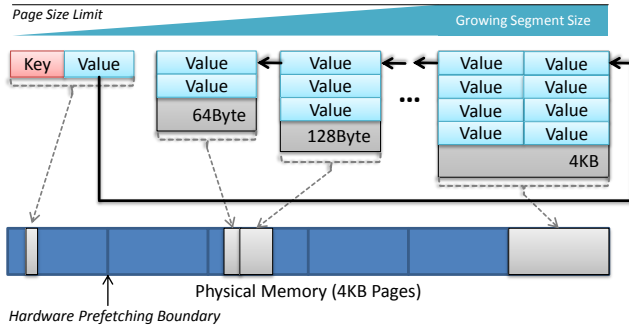 Page Size Limit
Growing Segment Size
Key
Value
Value
Value
64Byte
Value
Value
Value
128Byte
...
Value
Value
Value
Value
Value
Value
Value
Value
4KB
Physical Memory (4KB Pages)
Hardware Prefetching Boundary